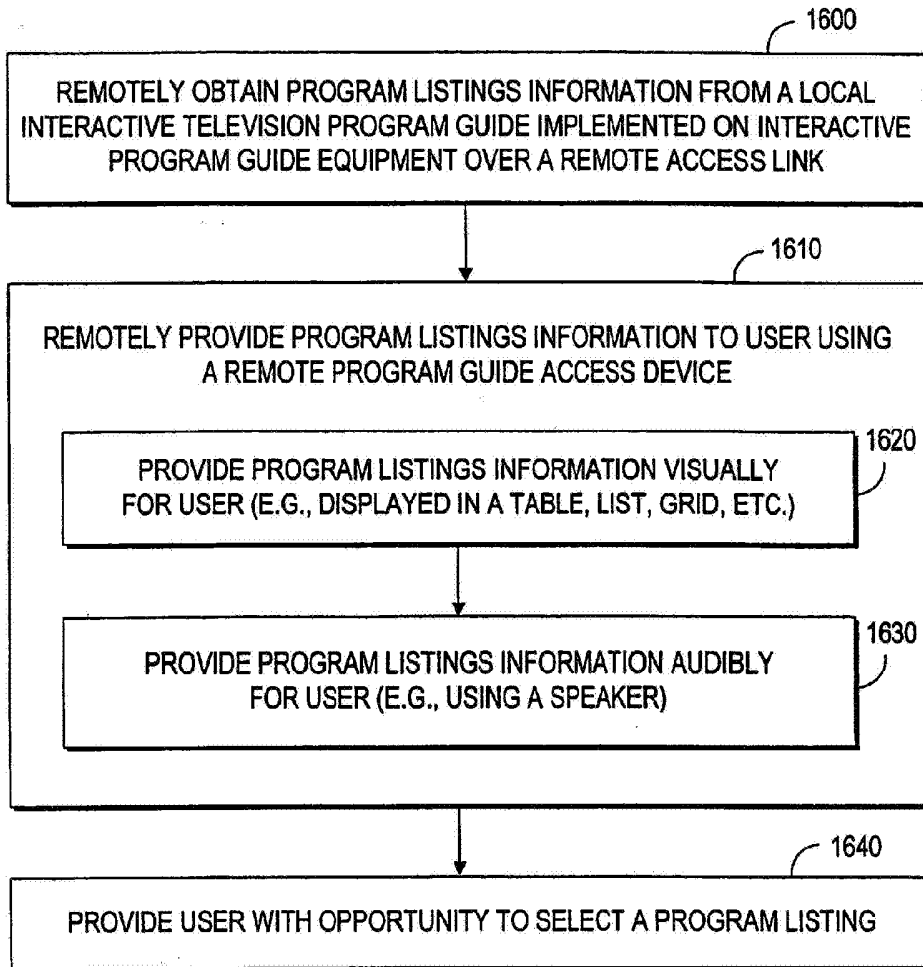 1600
REMOTELY OBTAIN PROGRAM LISTINGS INFORMATION FROM A LOCAL
INTERACTIVE TELEVISION PROGRAM GUIDE IMPLEMENTED ON INTERACTIVE
PROGRAM GUIDE EQUIPMENT OVER A REMOTE ACCESS LINK
1610
REMOTELY PROVIDE PROGRAM LISTINGS INFORMATION TO USER USING
A REMOTE PROGRAM GUIDE ACCESS DEVICE
1620
PROVIDE PROGRAM LISTINGS INFORMATION VISUALLY
FOR USER (E.G., DISPLAYED IN A TABLE, LIST, GRID, ETC.)
1630
PROVIDE PROGRAM LISTINGS INFORMATION AUDIBLY
FOR USER (E.G., USING A SPEAKER)
1640
PROVIDE USER WITH OPPORTUNITY TO SELECT A PROGRAM LISTING